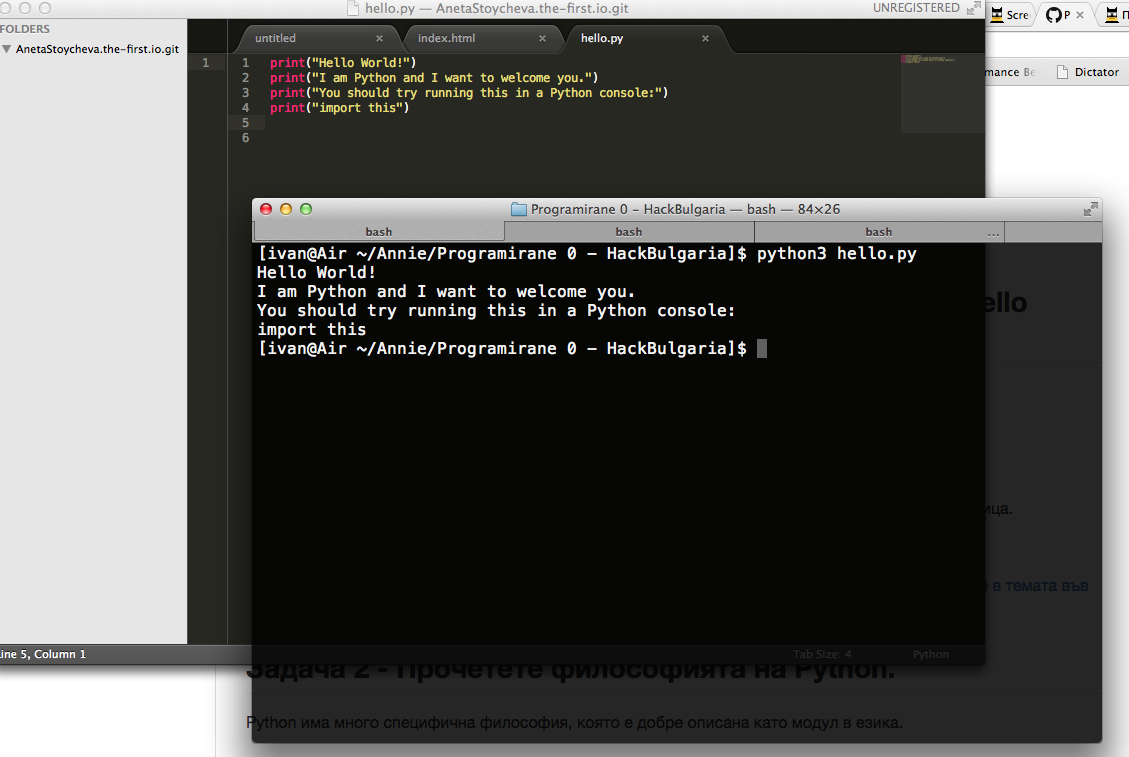 hello.py — AnetaStoycheva.the-first.io.git
UNREGISTERED
FOLDERS
AnetaStoycheva.the-first.io.git
untitled ×
index.html ×
hello.py ×
Scre
P ×
Dictator
1
1 print("Hello World!")
2 print("I am Python and I want to welcome you.")
3 print("You should try running this in a Python console:")
4 print("import this")
5
6
Programirane 0 – HackBulgaria — bash — 84×26
bash
bash
bash ...
[ivan@Air ~/Annie/Programirane 0 - HackBulgaria]$ python3 hello.py
Hello World!
I am Python and I want to welcome you.
You should try running this in a Python console:
import this
[ivan@Air ~/Annie/Programirane 0 - HackBulgaria]$
ello
ица.
е в темата във
ine 5, Column 1
Tab Size: 4
Python
Задача 2 - Прочетете философията на Python.
Python има много специфична философия, която е добре описана като модул в езика.